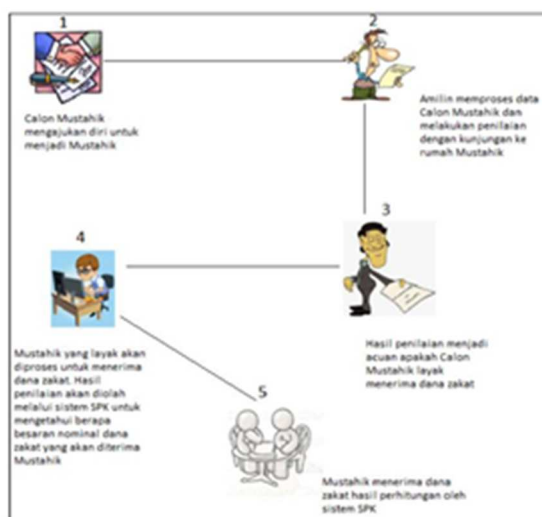 1
Calon Mustahik
mengajukan diri untuk
menjadi Mustahik
2
Amilin memproses data
Calon Mustahik dan
melakukan penilaian
dengan kunjungan ke
rumah Mustahik
3
Hasil penilaian menjadi
acuan apakah Calon
Mustahik layak
menerima dana zakat
4
Mustahik yang layak akan
diproses untuk menerima
dana zakat. Hasil
penilaian akan diolah
melalui sistem SPK untuk
mengetahui berapa
besaran nominal dana
zakat yang akan diterima
Mustahik
5
Mustahik menerima dana
zakat hasil perhitungan oleh
sistem SPK